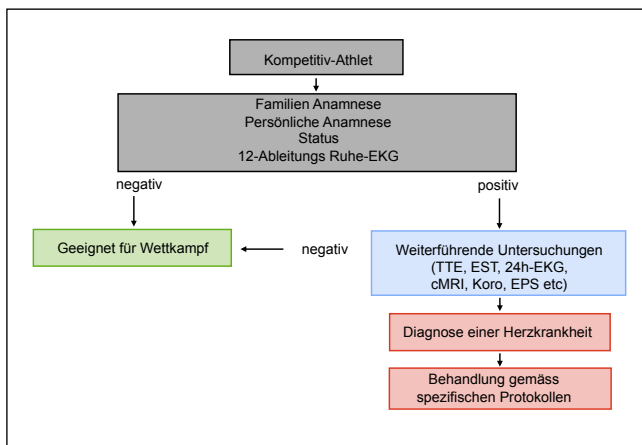 Kompetitiv-Athlet
Familien Anamnese
Persönliche Anamnese
Status
12-Ableitungs Ruhe-EKG
negativ
positiv
Geeignet für Wettkampf
negativ
Weiterführende Untersuchungen
(TTE, EST, 24h-EKG,
cMRI, Koro, EPS etc)
Diagnose einer Herzkrankheit
Behandlung gemäss
spezifischen Protokollen